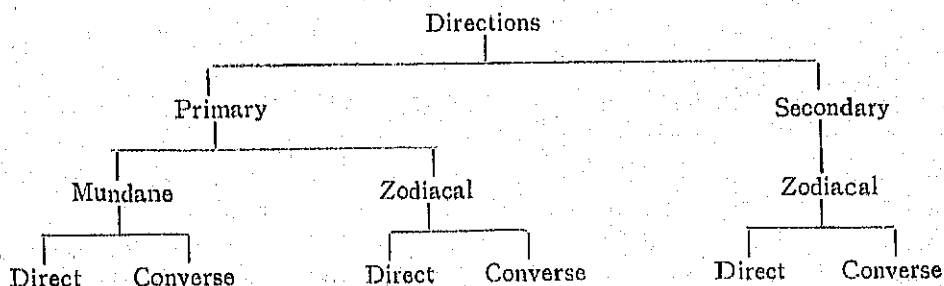 Directions
Primary Secondary
Mundane Zodiacal Zodiacal
Direct Converse Direct Converse Direct Converse